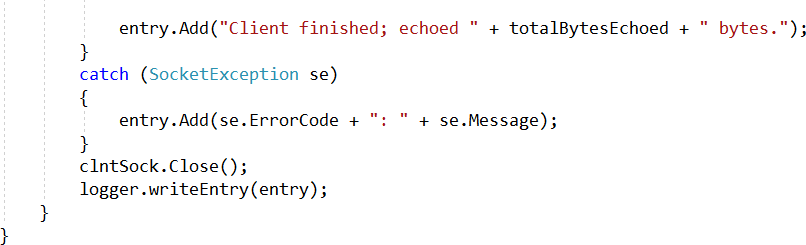 entry.Add("Client finished; echoed " + totalBytesEchoed + " bytes.");
}
catch (SocketException se)
{
entry.Add(se.ErrorCode + ": " + se.Message);
}
clntSock.Close();
logger.writeEntry(entry);
}
}